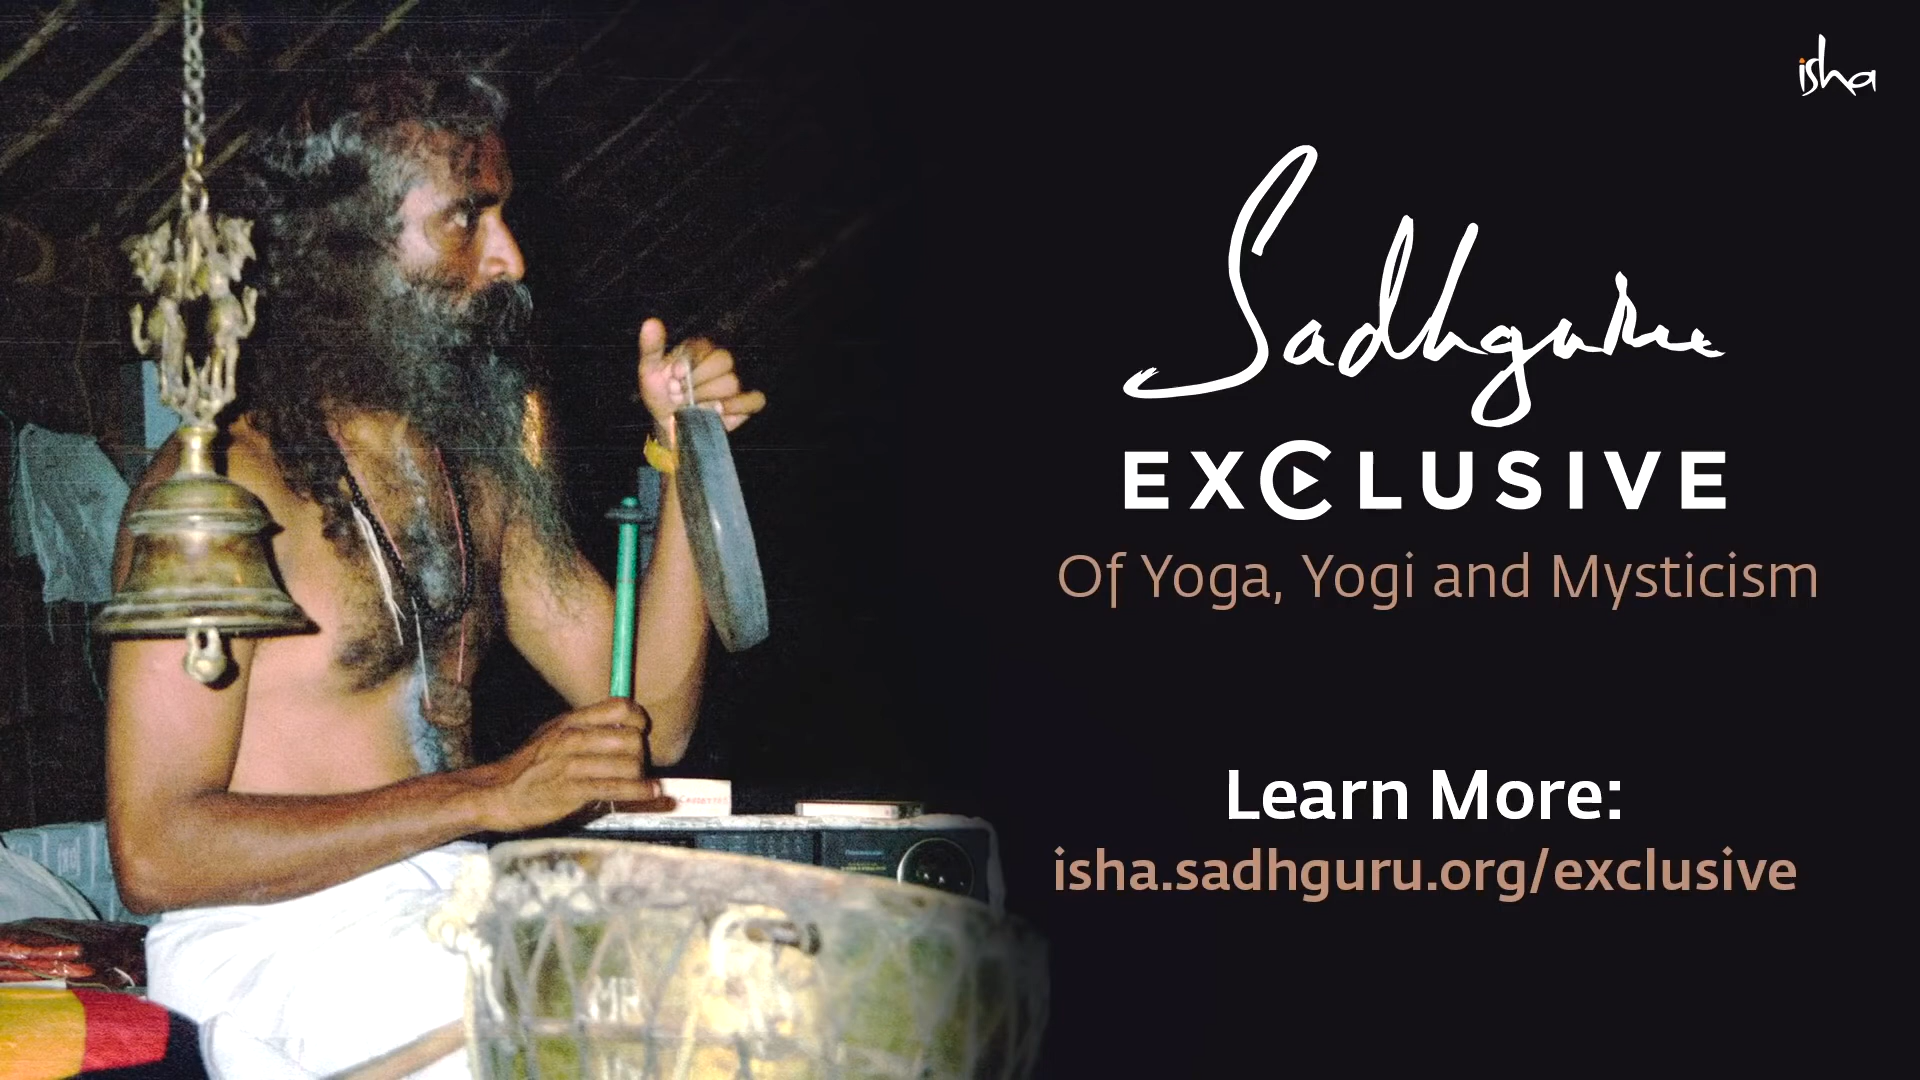 isha
Sadhguru
EXCLUSIVE
Of Yoga, Yogi and Mysticism
Learn More:
isha.sadhguru.org/exclusive